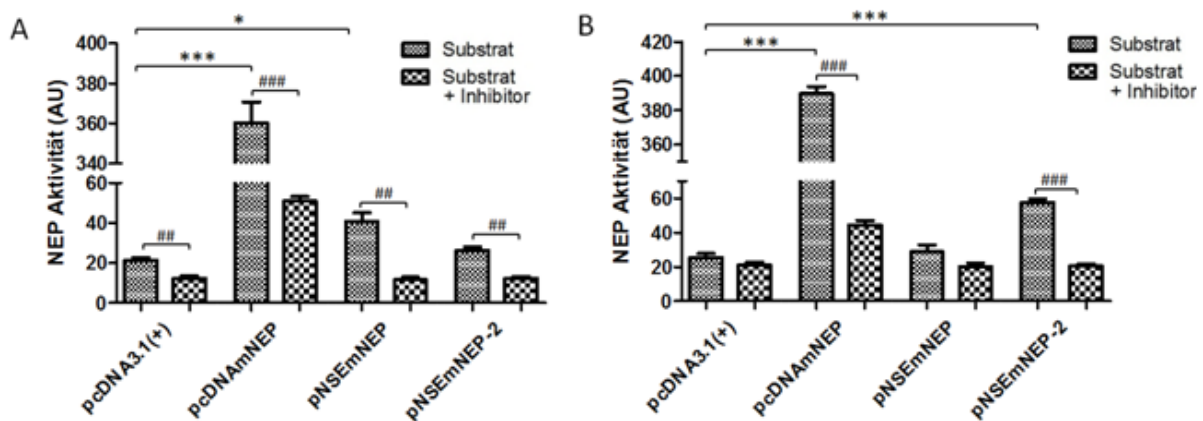 A
*
***
###
##
##
##
NEP Aktivität (AU)
400
380
360
340
60
40
20
0
Substrat
Substrat
+ Inhibitor
pcDNA3.1(+)
pcDNAmNEP
pNSEmNEP
pNSEmNEP-2
B
***
***
###
###
NEP Aktivität (AU)
420
400
380
360
60
40
20
0
Substrat
Substrat
+ Inhibitor
pcDNA3.1(+)
pcDNAmNEP
pNSEmNEP
pNSEmNEP-2